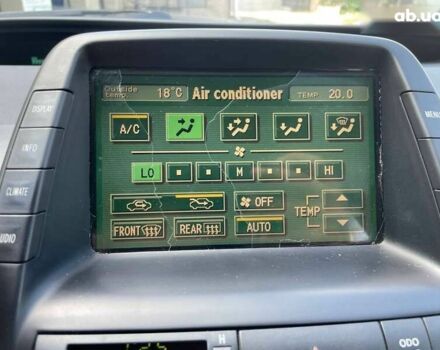 ab.ua
Outside temp. 18°C Air conditioner TEMP. 20.0
DISPLAY
INFO
CLIMATE
AUDIO
MENU
A/C
LO M HI
OFF TEMP
FRONT REAR AUTO
H ODO